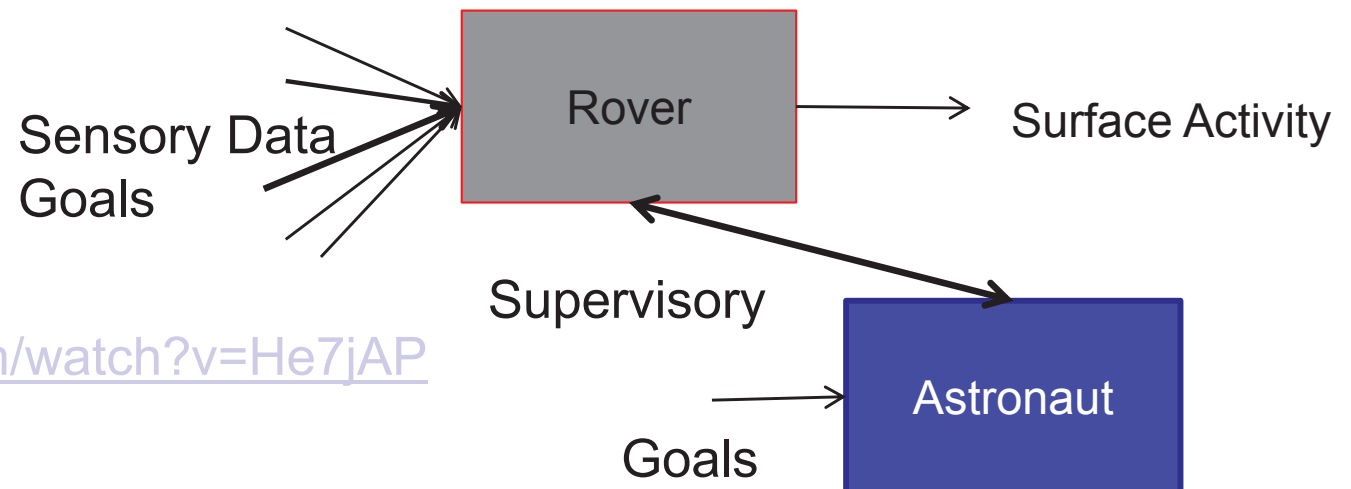 Rover
Surface Activity
Sensory Data
Goals
Supervisory
/watch?v=He7jAP
Astronaut
Goals